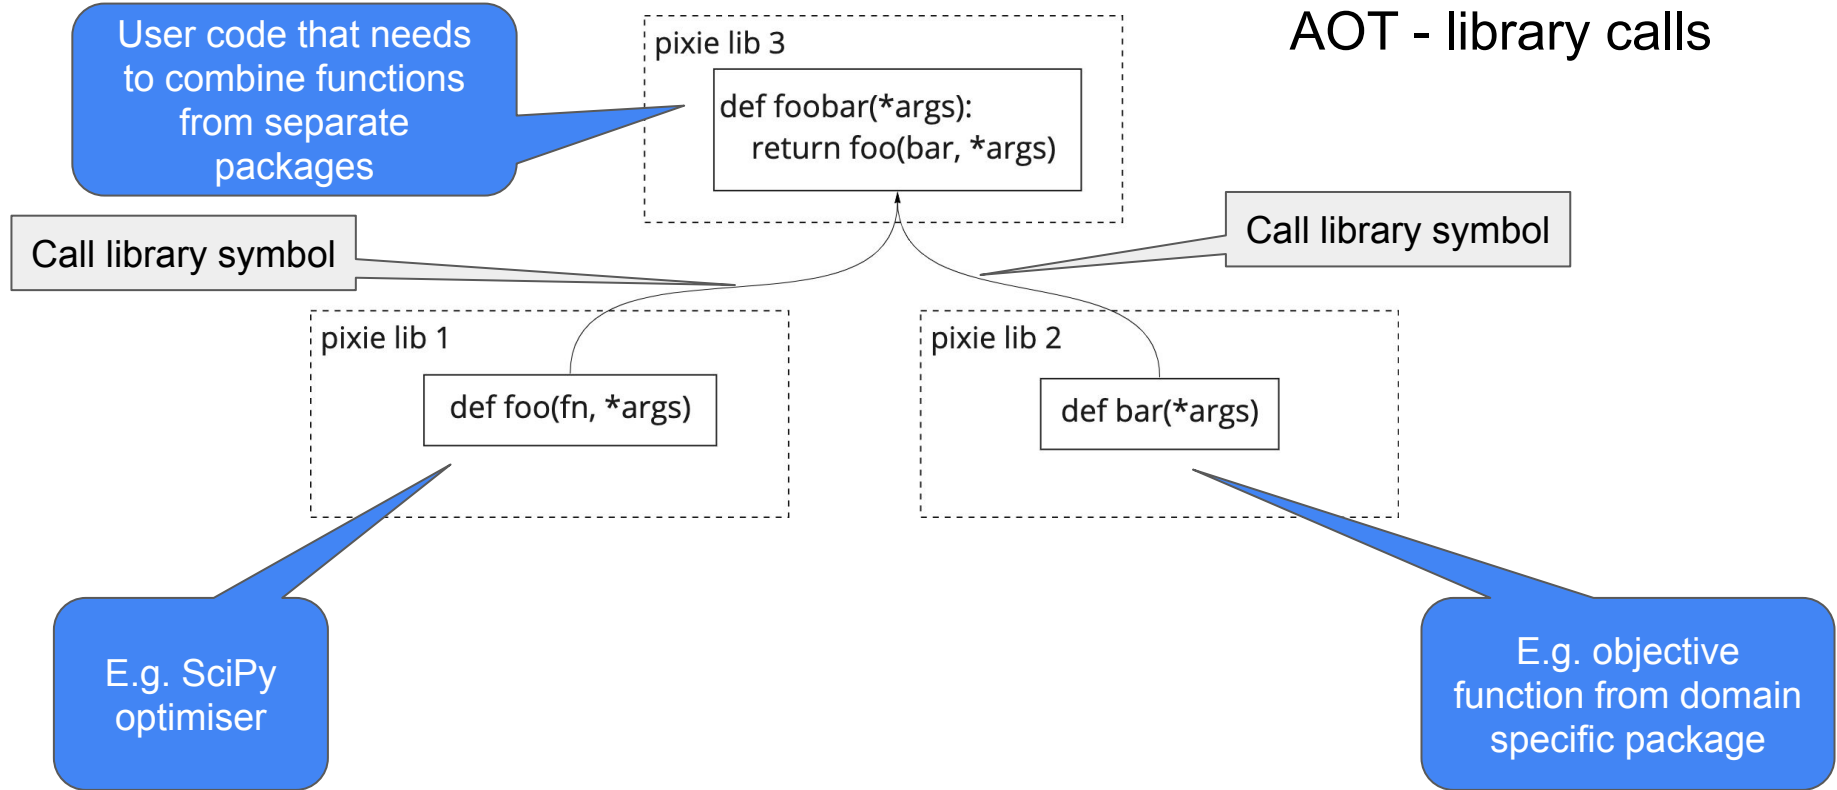 AOT - library calls
User code that needs
to combine functions
from separate
packages
pixie lib 3
def foobar(*args):
return foo(bar, *args)
Call library symbol
Call library symbol
pixie lib 1
def foo(fn, *args)
pixie lib 2
def bar(*args)
E.g. SciPy
optimiser
E.g. objective
function from domain
specific package